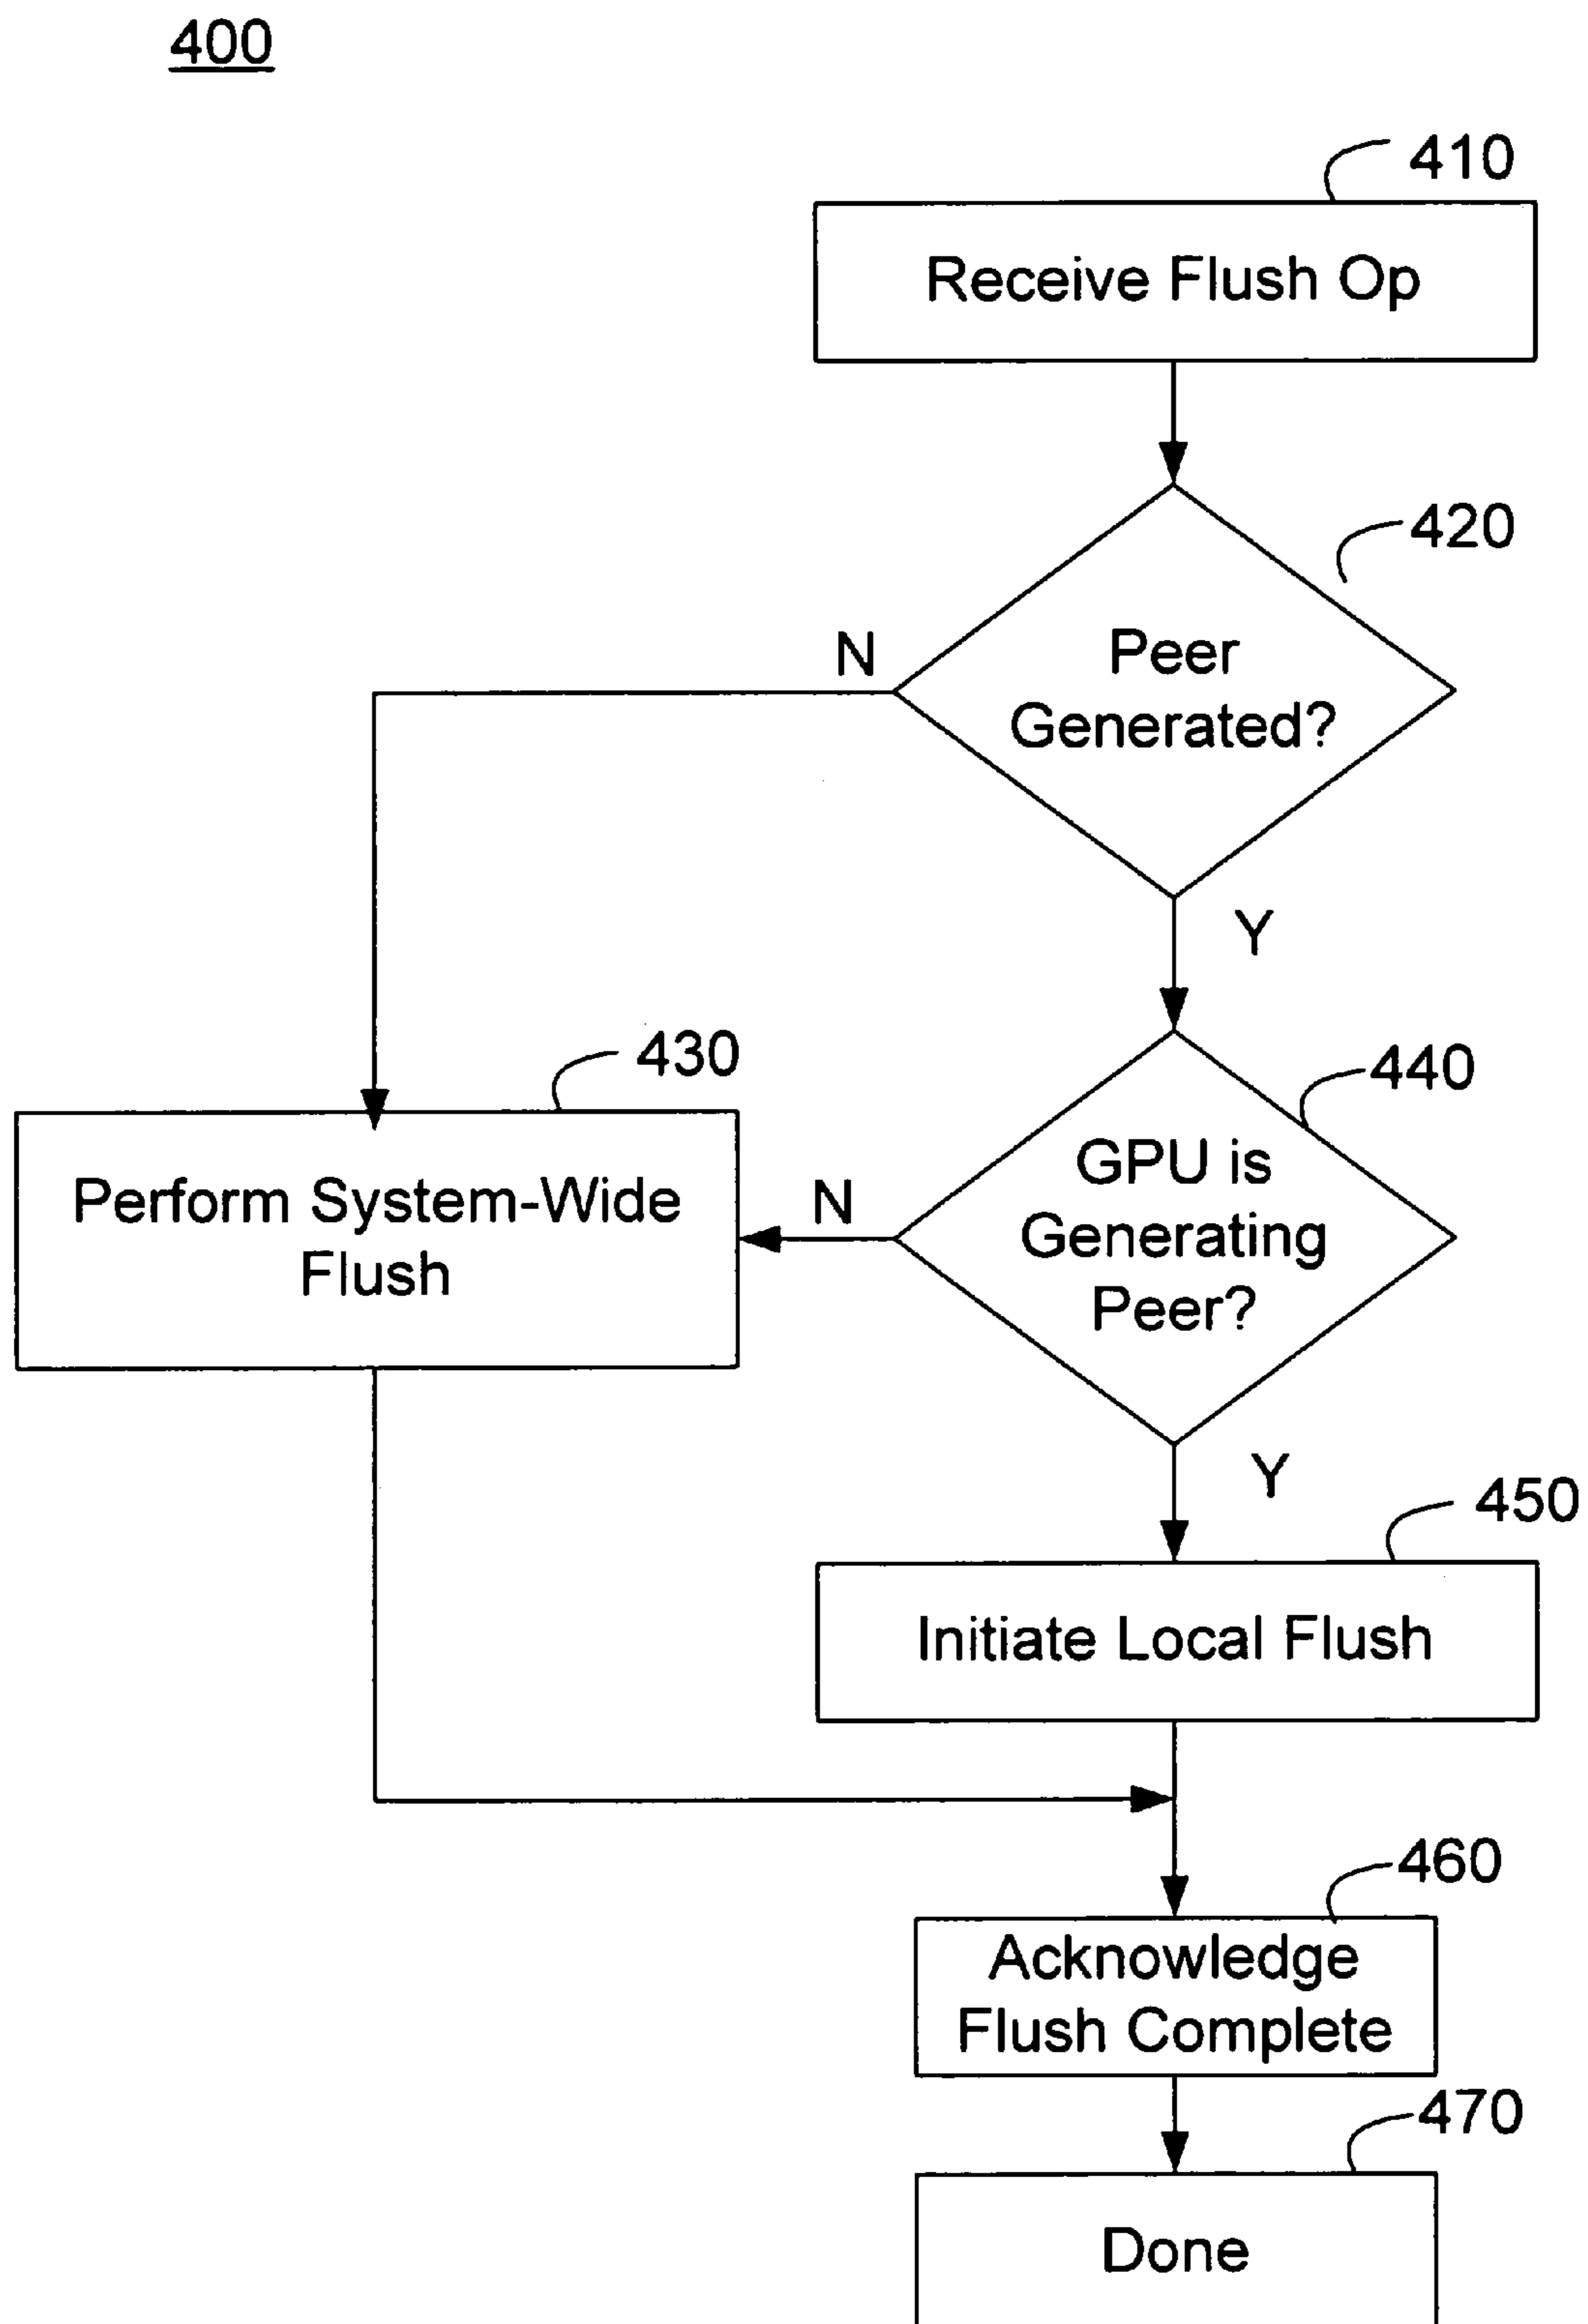 400
410
Receive Flush Op
420
Peer
Generated?
N
Y
430
Perform System-Wide
Flush
440
GPU is
Generating
Peer?
N
Y
450
Initiate Local Flush
460
Acknowledge
Flush Complete
470
Done